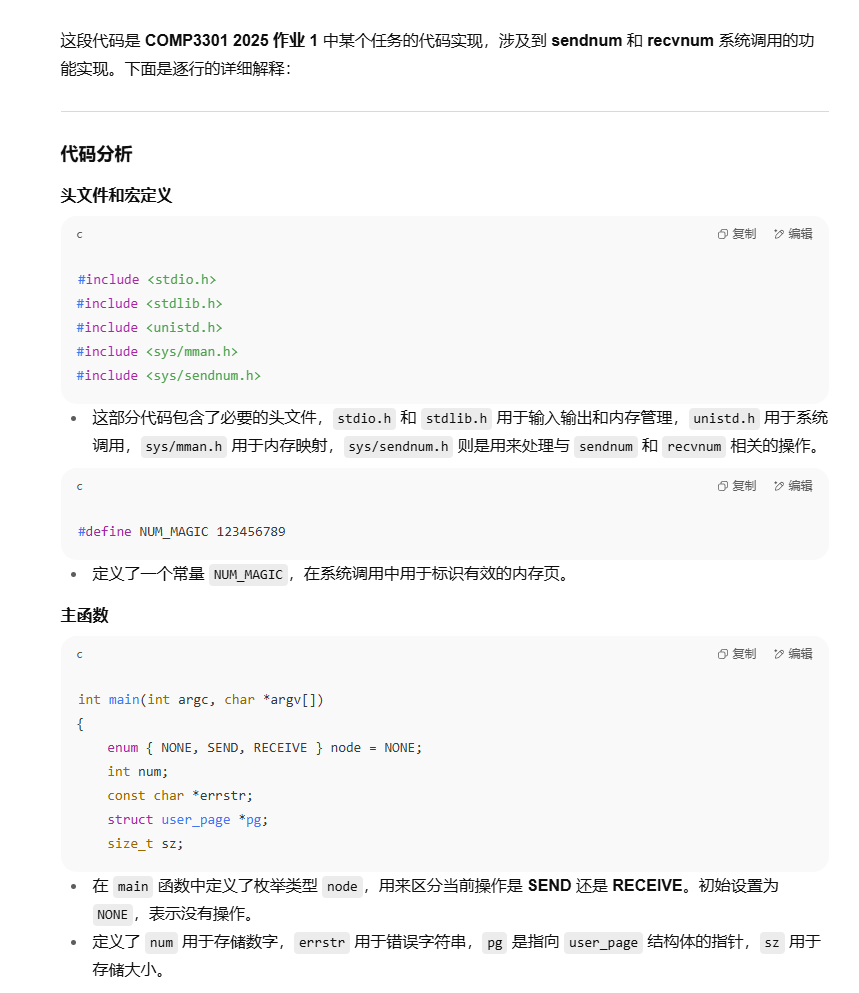 这段代码是 COMP3301 2025 作业 1 中某个任务的代码实现，涉及到 sendnum 和 recvnum 系统调用的功
能实现。下面是逐行的详细解释：
代码分析
头文件和宏定义
c 复制 编辑
#include <stdio.h>
#include <stdlib.h>
#include <unistd.h>
#include <sys/mman.h>
#include <sys/sendnum.h>
• 这部分代码包含了必要的头文件，stdio.h 和 stdlib.h 用于输入输出和内存管理，unistd.h 用于系统
调用，sys/mman.h 用于内存映射，sys/sendnum.h 则是用来处理与 sendnum 和 recvnum 相关的操作。
c 复制 编辑
#define NUM_MAGIC 123456789
• 定义了一个常量 NUM_MAGIC，在系统调用中用于标识有效的内存页。
主函数
c 复制 编辑
int main(int argc, char *argv[])
{
    enum { NONE, SEND, RECEIVE } node = NONE;
    int num;
    const char *errstr;
    struct user_page *pg;
    size_t sz;
• 在 main 函数中定义了枚举类型 node，用来区分当前操作是 SEND 还是 RECEIVE。初始设置为
NONE，表示没有操作。
• 定义了 num 用于存储数字，errstr 用于错误字符串，pg 是指向 user_page 结构体的指针，sz 用于
存储大小。